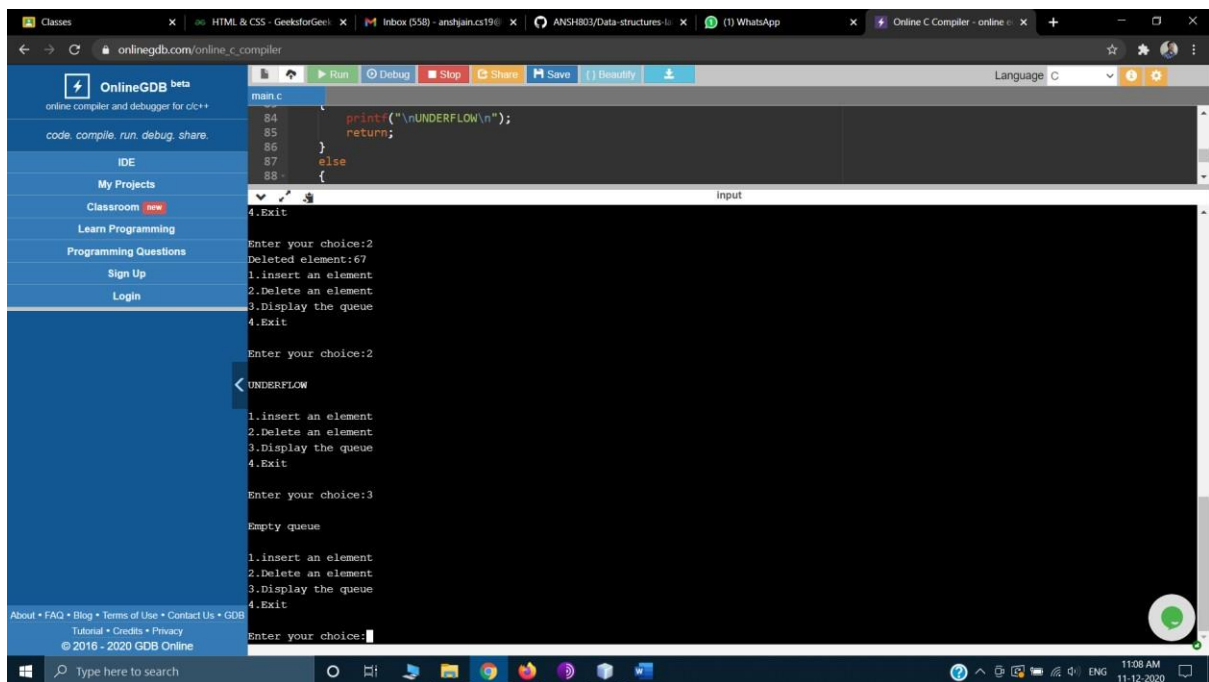 Classes
HTML & CSS - GeeksforGeek
Inbox (558) - anshjain.cs19@
ANSH803/Data-structures-la
(1) WhatsApp
Online C Compiler - online e
onlinegdb.com/online_c_compiler
OnlineGDB beta
online compiler and debugger for c/c++
code. compile. run. debug. share.
IDE
My Projects
Classroom new
Learn Programming
Programming Questions
Sign Up
Login
About • FAQ • Blog • Terms of Use • Contact Us • GDB
Tutorial • Credits • Privacy
© 2016 - 2020 GDB Online
Run Debug Stop Share Save { } Beautify
Language C
main.c
84 printf("\nUNDERFLOW\n");
85 return;
86 }
87 else
88 {
input
4.Exit
Enter your choice:2
Deleted element:67
1.insert an element
2.Delete an element
3.Display the queue
4.Exit
Enter your choice:2
UNDERFLOW
1.insert an element
2.Delete an element
3.Display the queue
4.Exit
Enter your choice:3
Empty queue
1.insert an element
2.Delete an element
3.Display the queue
4.Exit
Enter your choice:
Type here to search
ENG
11:08 AM
11-12-2020